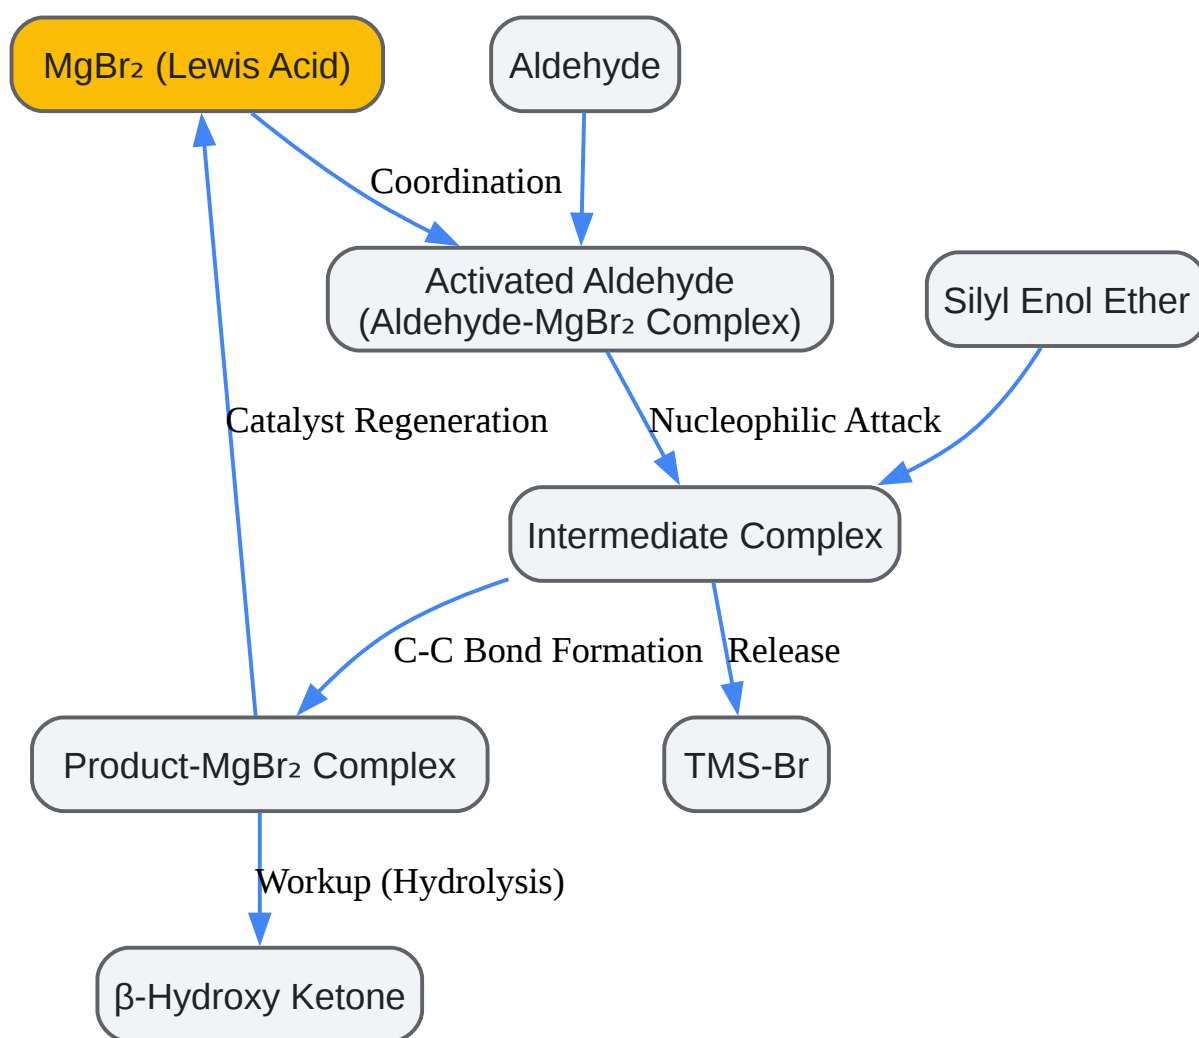 MgBr₂ (Lewis Acid)
Aldehyde
Coordination
Activated Aldehyde
(Aldehyde-MgBr₂ Complex)
Silyl Enol Ether
Catalyst Regeneration
Nucleophilic Attack
Intermediate Complex
C-C Bond Formation
Release
Product-MgBr₂ Complex
TMS-Br
Workup (Hydrolysis)
β-Hydroxy Ketone